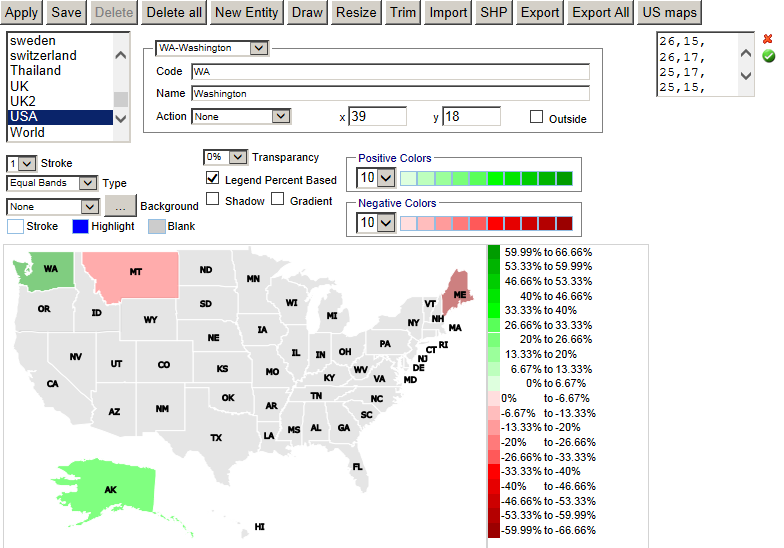 Apply Save Delete Delete all New Entity Draw Resize Trim Import SHP Export Export All US maps
sweden
switzerland
Thailand
UK
UK2
USA
World
WA-Washington
Code WA
Name Washington
Action None x 39 y 18 Outside
26,15,
26,17,
25,17,
25,15,
1 Stroke
Equal Bands Type
None ... Background
Stroke Highlight Blank
0% Transparancy
Legend Percent Based
Shadow Gradient
Positive Colors
10
Negative Colors
10
WA MT ND MN
OR ID WY SD WI MI NY VT NH ME
MA
RI
CT
NJ
DE
MD
NV UT CO NE IA IL IN OH PA
CA KS MO KY WV VA
AZ NM OK AR TN NC
SC
TX LA MS AL GA
FL
AK
HI
59.99% to 66.66%
53.33% to 59.99%
46.66% to 53.33%
40% to 46.66%
33.33% to 40%
26.66% to 33.33%
20% to 26.66%
13.33% to 20%
6.67% to 13.33%
0% to 6.67%
0% to -6.67%
-6.67% to -13.33%
-13.33% to -20%
-20% to -26.66%
-26.66% to -33.33%
-33.33% to -40%
-40% to -46.66%
-46.66% to -53.33%
-53.33% to -59.99%
-59.99% to -66.66%